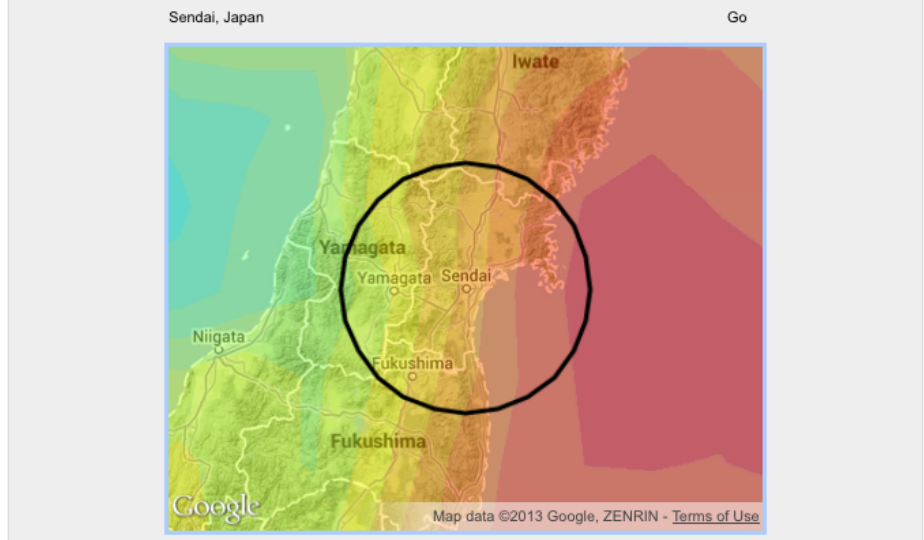 Sendai, Japan Go
Iwate
Yamagata
Yamagata
Sendai
Niigata
Fukushima
Fukushima
Google
Map data ©2013 Google, ZENRIN - Terms of Use